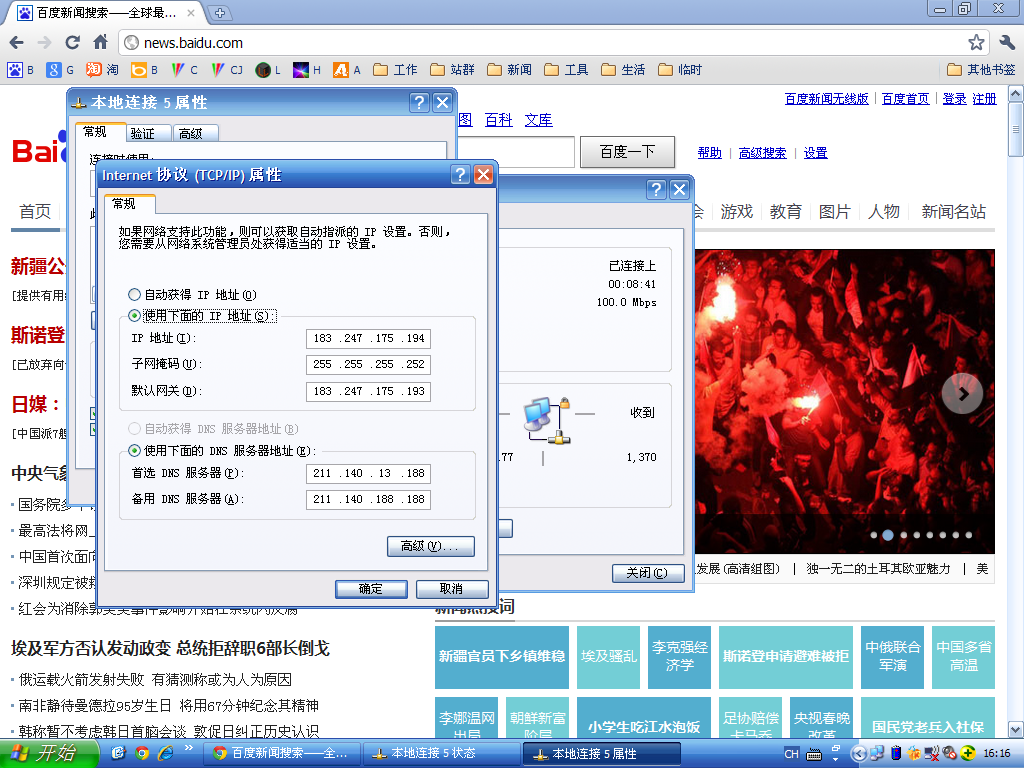 百度新闻搜索——全球最...
news.baidu.com
B G 淘 B C CJ L H A 工作 站群 新闻 工具 生活 临时 其他书签
百度新闻无线版 | 百度首页 | 登录 注册
图 百科 文库
百度一下
帮助 | 高级搜索 | 设置
首页
游戏 教育 图片 人物 新闻名站
新疆公
[提供有用
斯诺登
[已放弃向
日媒：
[中国派7艘
中央气象
国务院多
最高法将网
中国首次面向
深圳规定被
红会为消除郭美美事件影响开始在系统内反腐
埃及军方否认发动政变 总统拒辞职6部长倒戈
俄运载火箭发射失败 有猜测称或为人为原因
南非静待曼德拉95岁生日 将用67分钟纪念其精神
韩称暂不考虑韩日首脑会谈 敦促日纠正历史认识
本地连接 5 属性
常规 验证 高级
连接时使用:
Internet 协议 (TCP/IP) 属性
常规
如果网络支持此功能，则可以获取自动指派的 IP 设置。否则，
您需要从网络系统管理员处获得适当的 IP 设置。
自动获得 IP 地址(O)
使用下面的 IP 地址(S):
IP 地址(I): 183 .247 .175 .194
子网掩码(U): 255 .255 .255 .252
默认网关(D): 183 .247 .175 .193
自动获得 DNS 服务器地址(B)
使用下面的 DNS 服务器地址(E):
首选 DNS 服务器(P): 211 .140 . 13 .188
备用 DNS 服务器(A): 211 .140 .188 .188
高级(V)...
确定 取消
已连接上
00:08:41
100.0 Mbps
收到
77 | 1,370
关闭(C)
发展(高清组图) | 独一无二的土耳其欧亚魅力 | 美
新闻热搜词
新疆官员下乡镇维稳 埃及骚乱 李克强经济学 斯诺登申请避难被拒 中俄联合军演 中国多省高温
李娜温网出局 朝鲜新富阶层 小学生吃江水泡饭 足协赔偿卡马乔 央视春晚改革 国民党老兵入社保
开始 百度新闻搜索——全... 本地连接 5 状态 本地连接 5 属性 CH 16:16